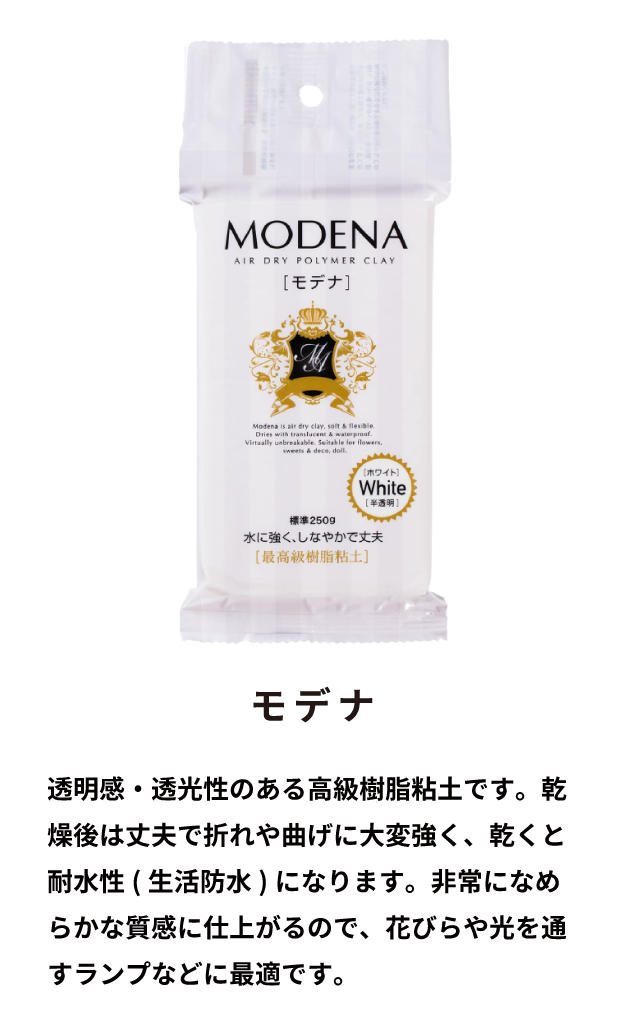 MODENA
AIR DRY POLYMER CLAY
[モデナ]
MA
Modena is air dry clay, soft & flexible.
Dries with translucent & waterproof.
Virtually unbreakable. Suitable for flowers,
sweets & deco, doll.
[ホワイト]
White
[半透明]
標準250g
水に強く、しなやかで丈夫
[最高級樹脂粘土]
モデナ
透明感・透光性のある高級樹脂粘土です。乾
燥後は丈夫で折れや曲げに大変強く、乾くと
耐水性 ( 生活防水 ) になります。非常になめ
らかな質感に仕上がるので、花びらや光を通
すランプなどに最適です。